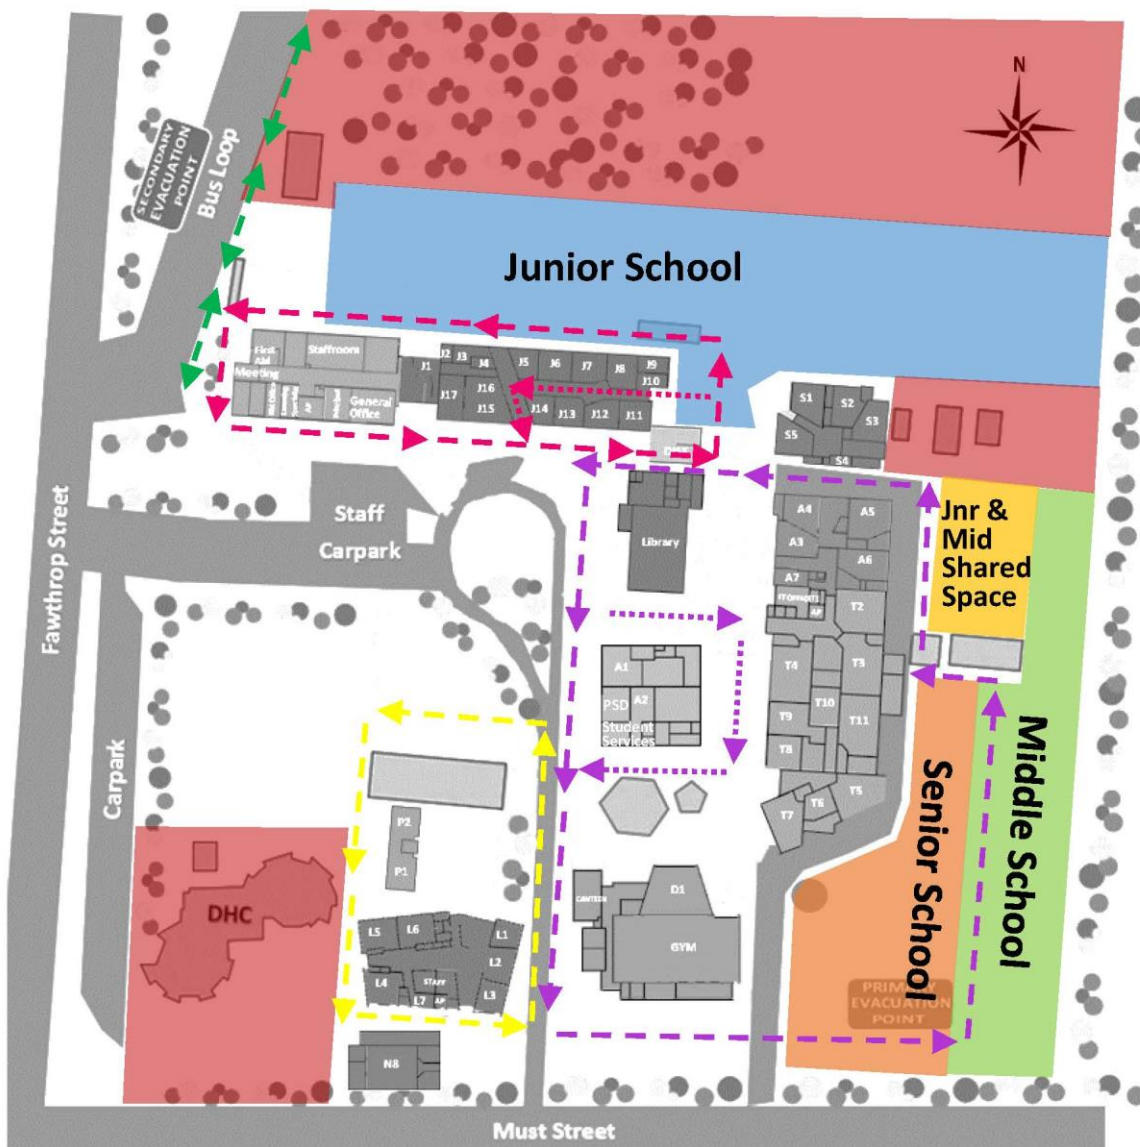 N
SECONDARY
EVACUATION
POINT
Bus Loop
Junior School
First
Aid
Staffroom
Meeting
AP
Principal
General
Office
J1
J2
J3
J4
J5
J6
J7
J8
J9
J10
J17
J16
J15
J14
J13
J12
J11
S1
S2
S3
S5
S4
Fawthrop Street
Staff
Carpark
Library
A4
A5
A3
A6
A7
AP
T2
Jnr &
Mid
Shared
Space
A1
PSD
A2
Student
Services
T4
T3
T10
T9
T11
T8
T5
T6
T7
Carpark
P2
P1
DHC
L5
L6
L1
L2
L4
STAFF
L7
AP
L3
N8
CANTEEN
D1
GYM
Senior School
Middle School
PRIMARY
EVACUATION
POINT
Must Street